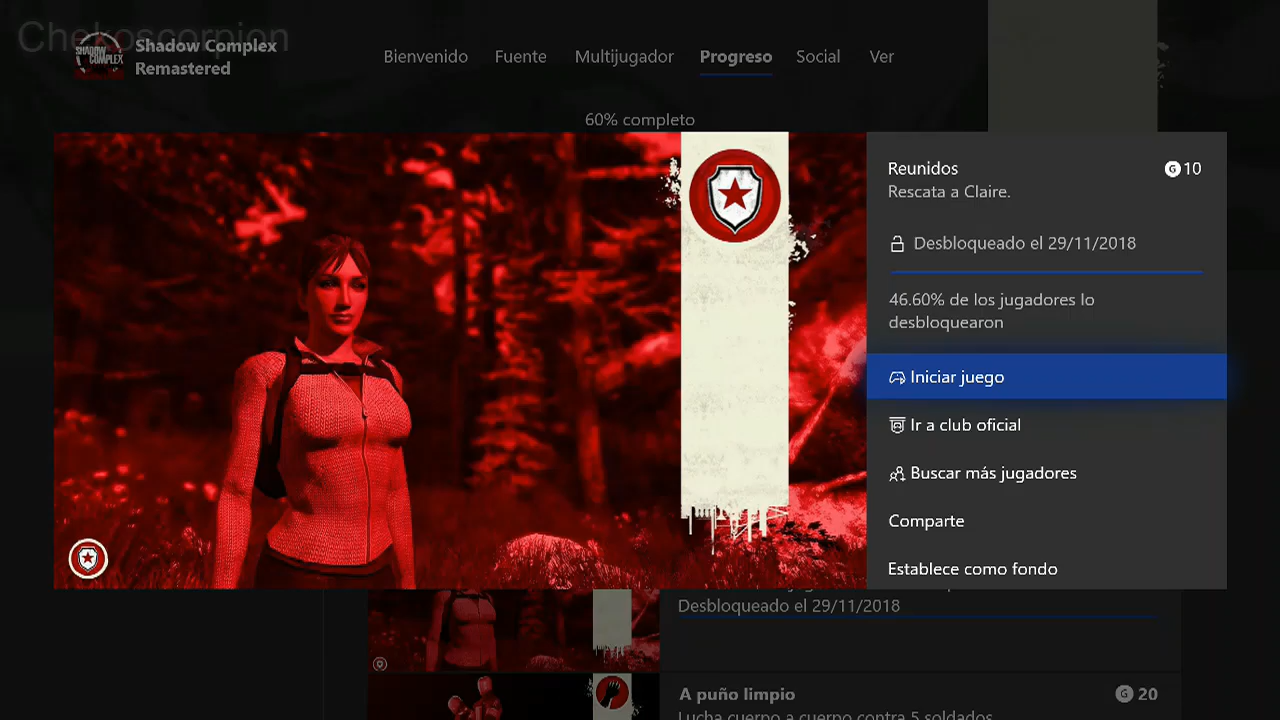 Chekoscorpion
SHADOW COMPLEX
Shadow Complex
Remastered
Bienvenido
Fuente
Multijugador
Progreso
Social
Ver
60% completo
Reunidos
G 10
Rescata a Claire.
Desbloqueado el 29/11/2018
46.60% de los jugadores lo
desbloquearon
Iniciar juego
Ir a club oficial
Buscar más jugadores
Comparte
Establece como fondo
Desbloqueado el 29/11/2018
A puño limpio
G 20
Lucha cuerpo a cuerpo contra 5 soldados.